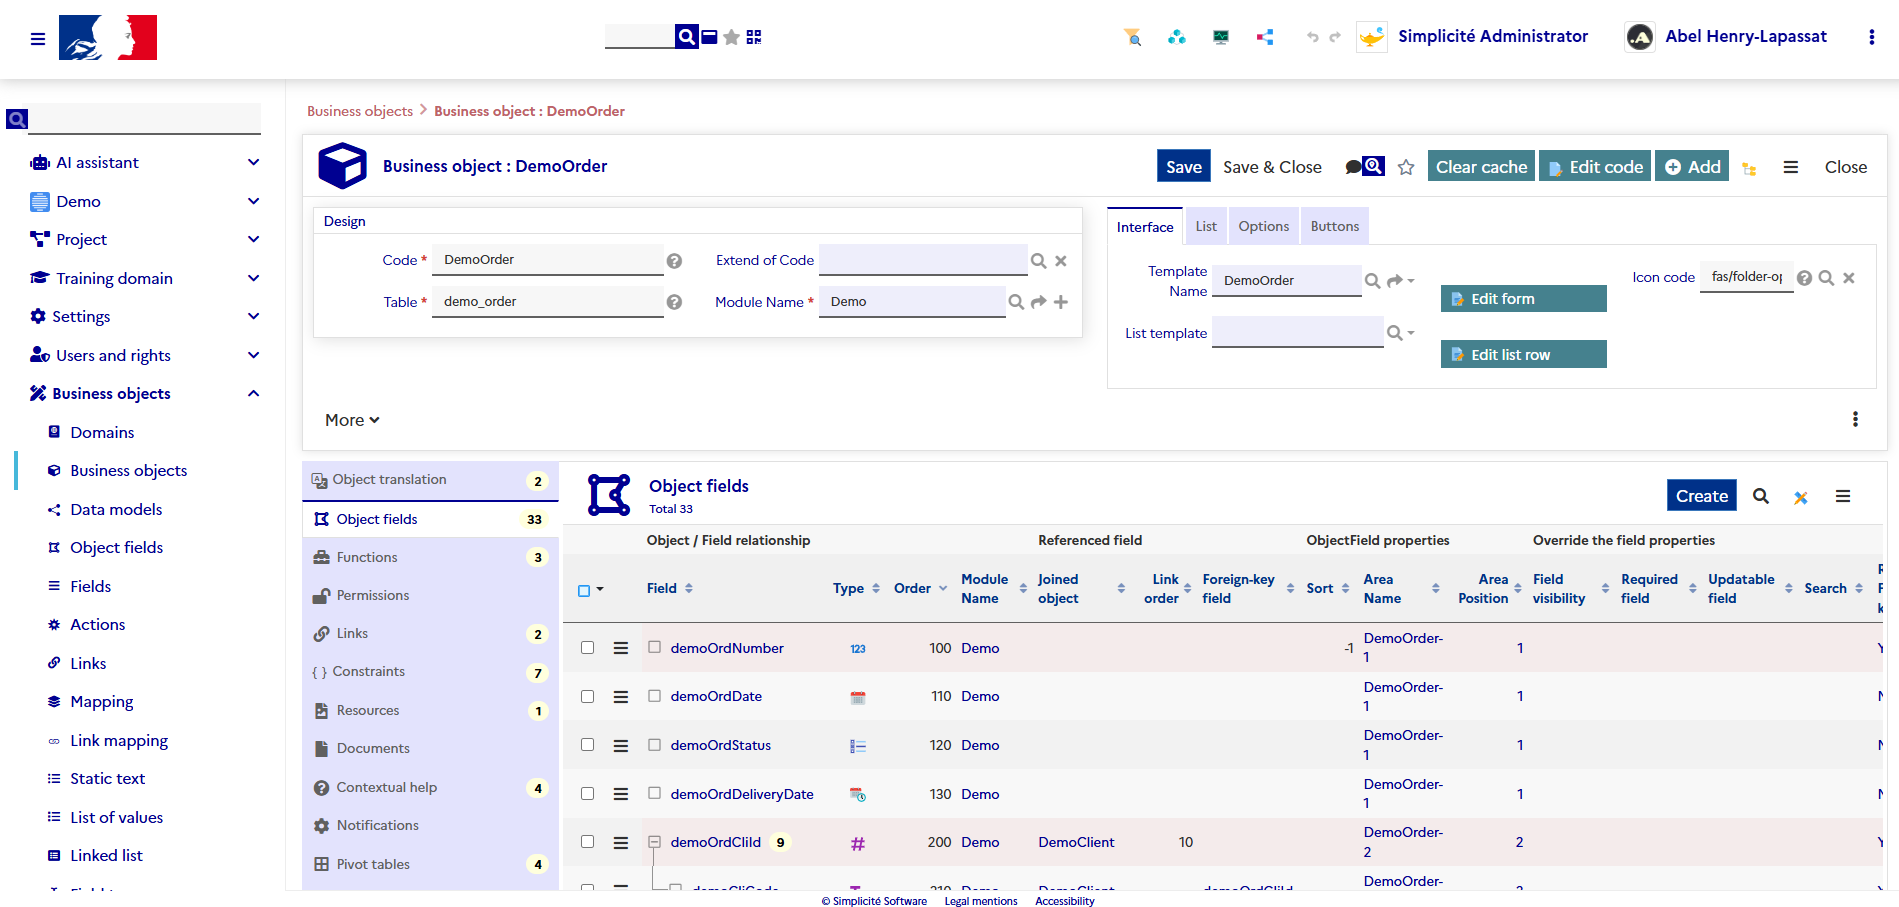 Simplicité Administrator
Abel Henry-Lapassat
AI assistant
Demo
Project
Training domain
Settings
Users and rights
Business objects
Domains
Business objects
Data models
Object fields
Fields
Actions
Links
Mapping
Link mapping
Static text
List of values
Linked list
Business objects > Business object : DemoOrder
Business object : DemoOrder
Save Save & Close Clear cache Edit code Add Close
Design
Code * DemoOrder Extend of Code
Table * demo_order Module Name * Demo
Interface List Options Buttons
Template Name DemoOrder Edit form Icon code fas/folder-op
List template Edit list row
More
Object translation 2
Object fields 33
Functions 3
Permissions
Links 2
{ } Constraints 7
Resources 1
Documents
Contextual help 4
Notifications
Pivot tables 4
Object fields
Total 33
Create
Object / Field relationship Referenced field ObjectField properties Override the field properties
Field Type Order Module Name Joined object Link order Foreign-key field Sort Area Name Area Position Field visibility Required field Updatable field Search
demoOrdNumber 123 100 Demo -1 DemoOrder-1 1
demoOrdDate 110 Demo DemoOrder-1 1
demoOrdStatus 120 Demo DemoOrder-1 1
demoOrdDeliveryDate 130 Demo DemoOrder-1 1
demoOrdCliId 9 # 200 Demo DemoClient 10 DemoOrder-2 2
demoCliCode 210 Demo DemoClient demoOrdCliId DemoOrder- 2
© Simplicité Software Legal mentions Accessibility